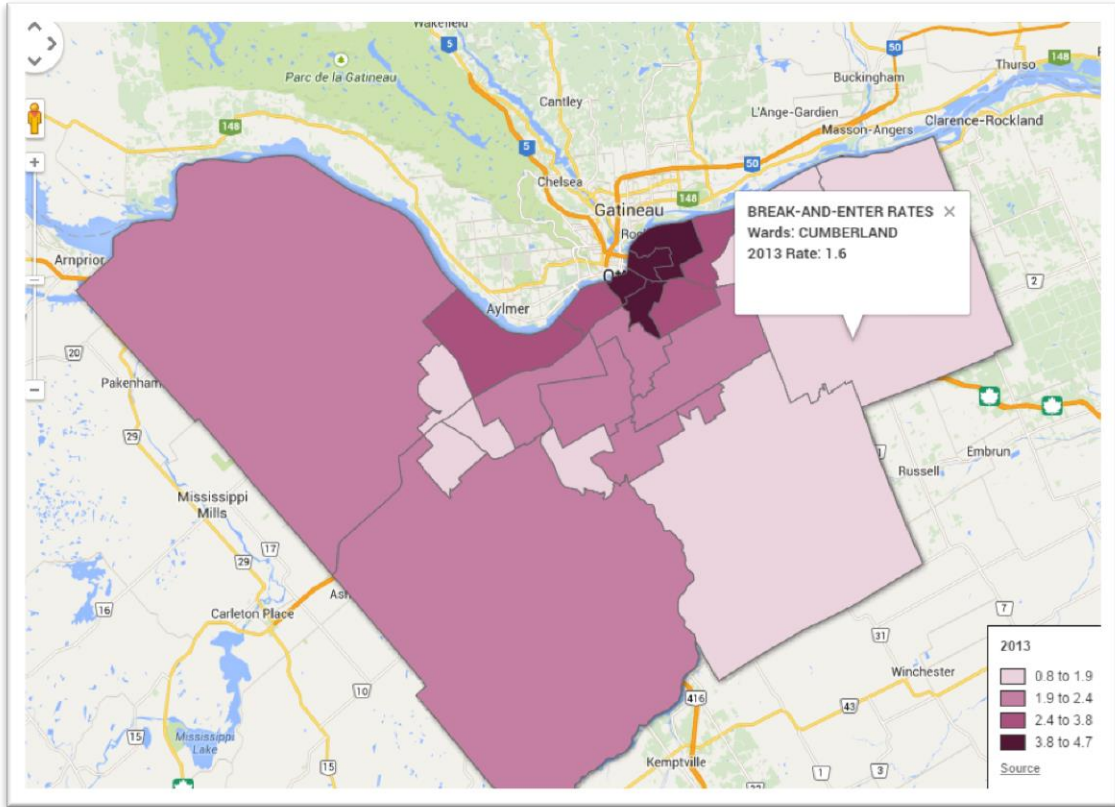 Wakefield
5
50
Thurso
148
Parc de la Gatineau
Buckingham
Cantley
L'Ange-Gardien
Clarence-Rockland
148
Masson-Angers
5
50
Chelsea
148
Gatineau
BREAK-AND-ENTER RATES ×
Wards: CUMBERLAND
2013 Rate: 1.6
Arnprior
2
Aylmer
20
Pakenham
29
Embrun
Russell
Mississippi
Mills
17
29
16
Carleton Place
7
31
2013
0.8 to 1.9
1.9 to 2.4
2.4 to 3.8
3.8 to 4.7
Source
Winchester
10
416
43
15
Mississippi
Lake
15
Kemptville
1
3